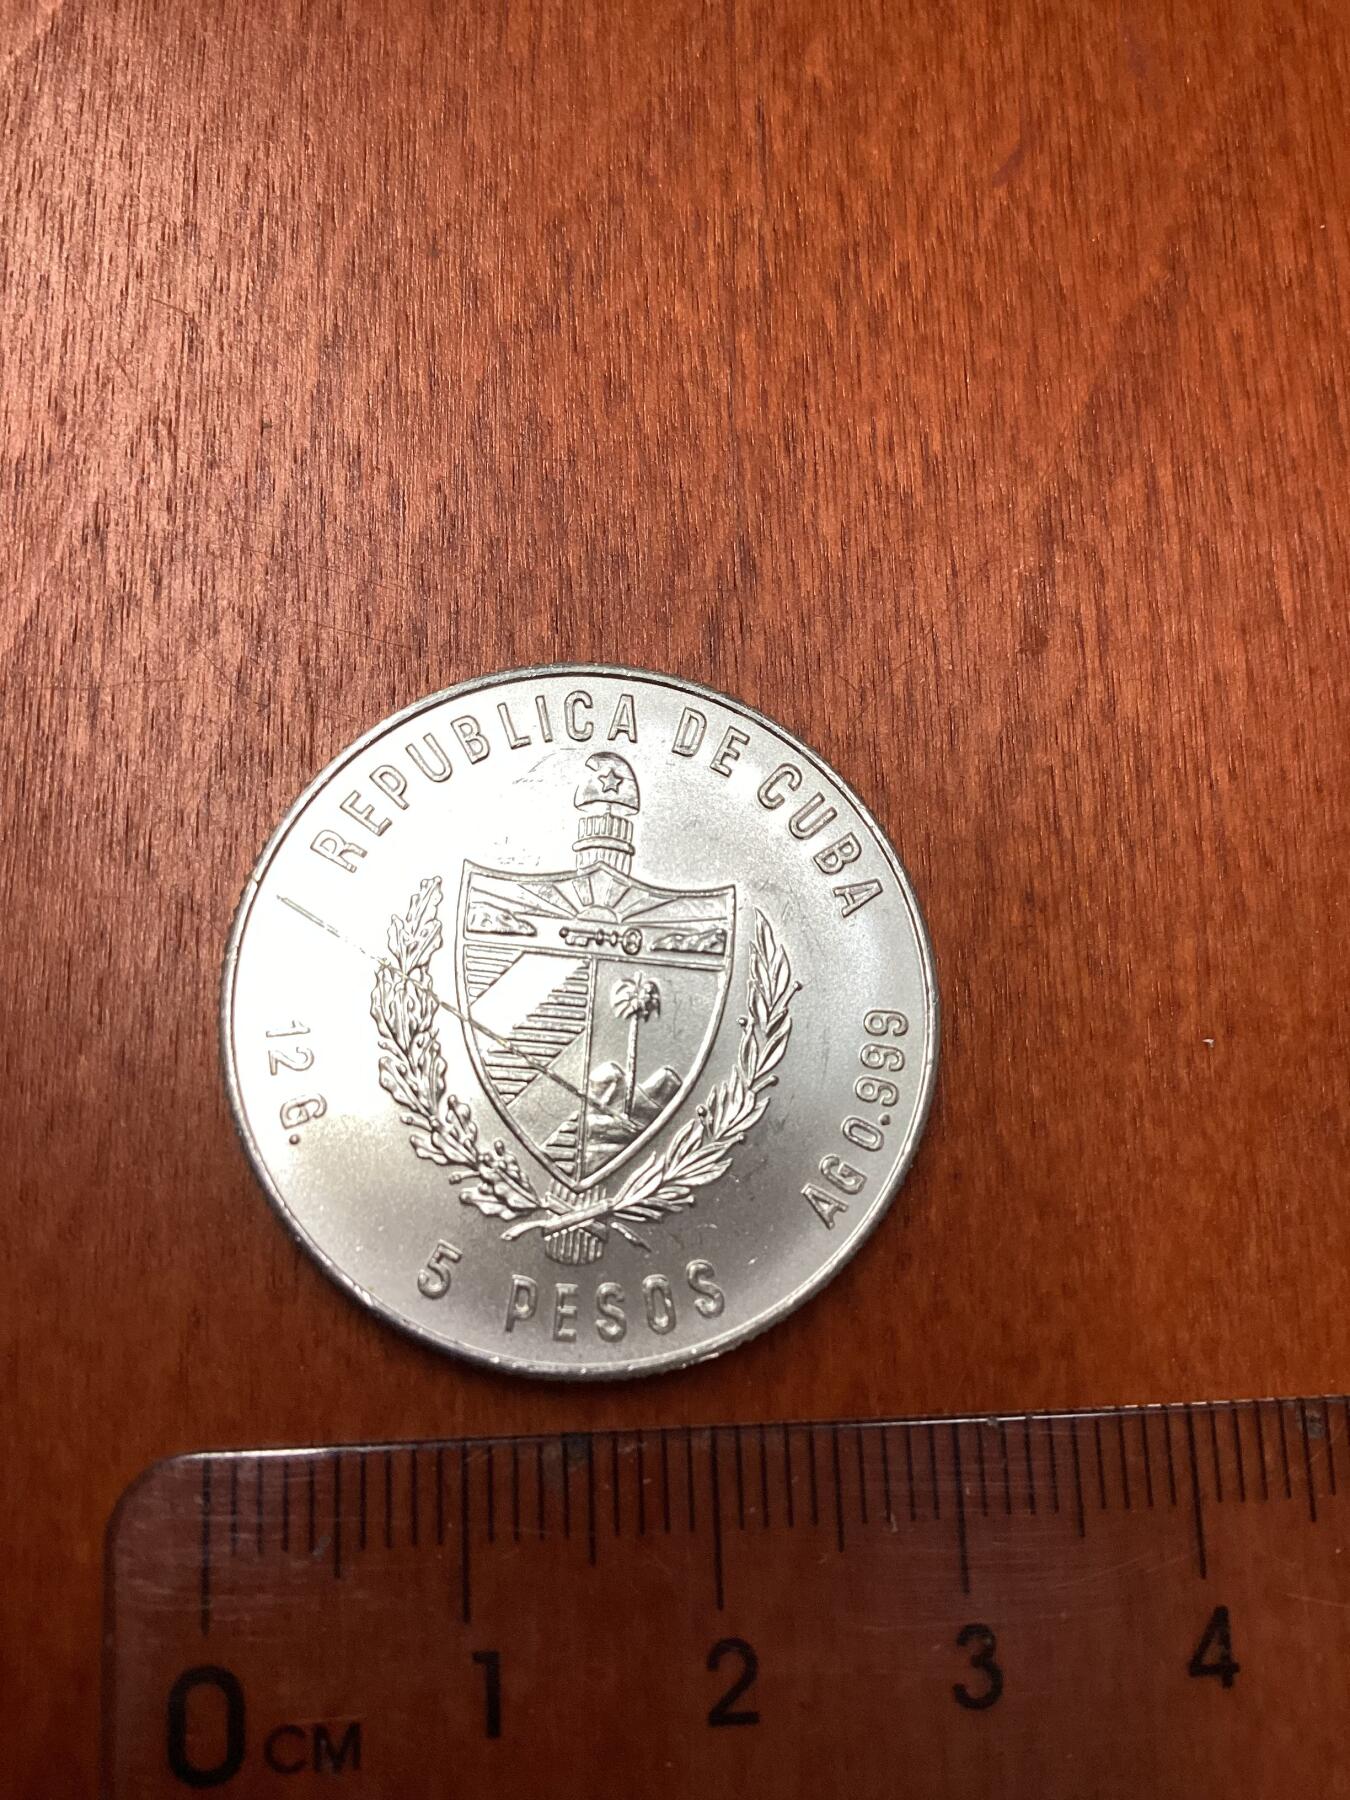 REPUBLICA DE CUBA
12 G.
AG 0.999
5 PESOS
0 CM 1 2 3 4